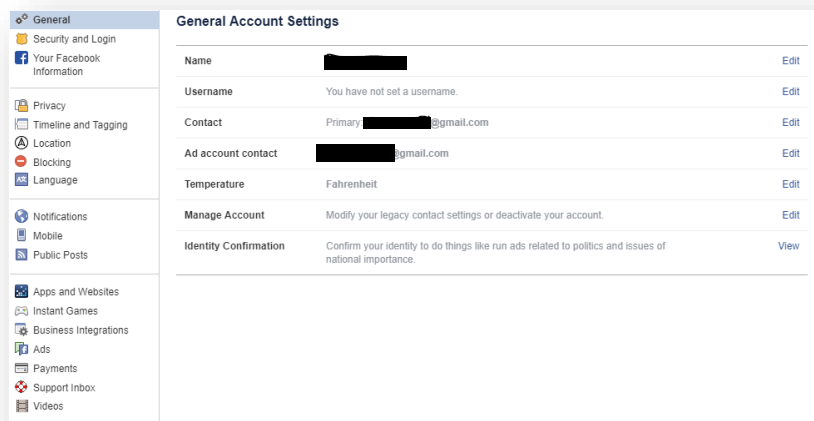 General
Security and Login
Your Facebook
Information
Privacy
Timeline and Tagging
Location
Blocking
Language
Notifications
Mobile
Public Posts
Apps and Websites
Instant Games
Business Integrations
Ads
Payments
Support Inbox
Videos
General Account Settings
Name Edit
Username You have not set a username. Edit
Contact Primary: @gmail.com Edit
Ad account contact @gmail.com Edit
Temperature Fahrenheit Edit
Manage Account Modify your legacy contact settings or deactivate your account. Edit
Identity Confirmation Confirm your identity to do things like run ads related to politics and issues of View
national importance.